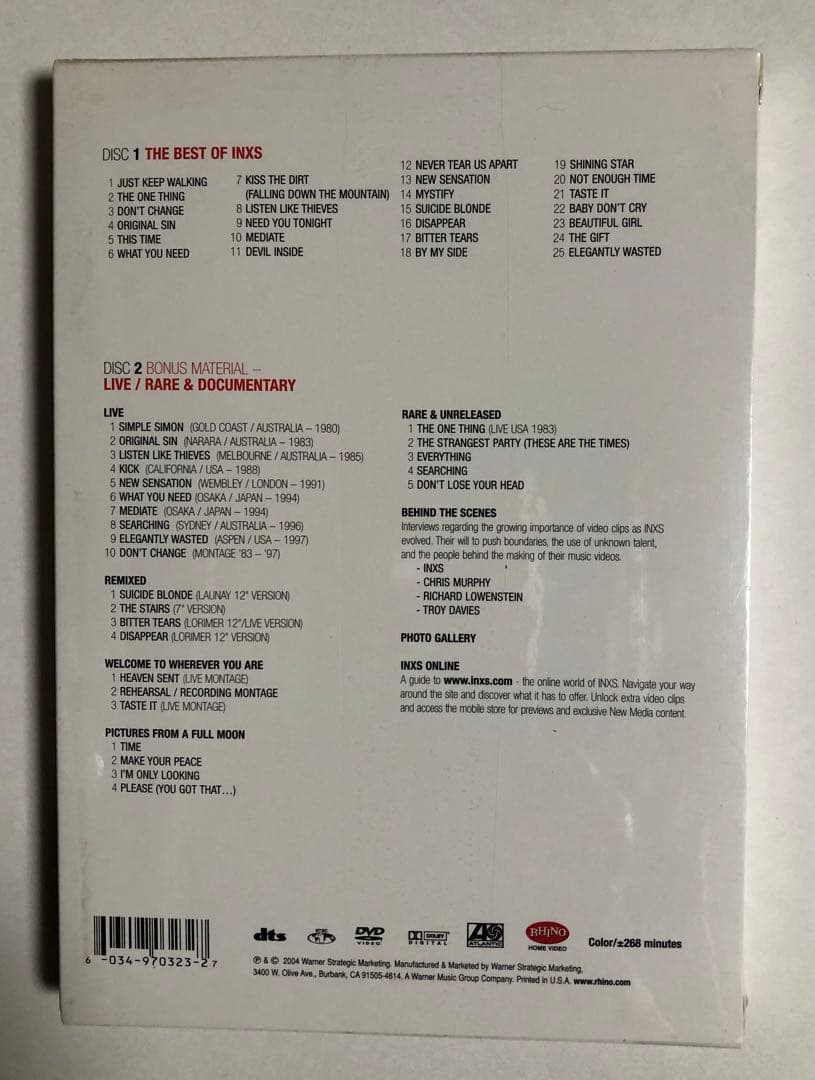 DISC 1 THE BEST OF INXS
1 JUST KEEP WALKING
2 THE ONE THING
3 DON'T CHANGE
4 ORIGINAL SIN
5 THIS TIME
6 WHAT YOU NEED
7 KISS THE DIRT
(FALLING DOWN THE MOUNTAIN)
8 LISTEN LIKE THIEVES
9 NEED YOU TONIGHT
10 MEDIATE
11 DEVIL INSIDE
12 NEVER TEAR US APART
13 NEW SENSATION
14 MYSTIFY
15 SUICIDE BLONDE
16 DISAPPEAR
17 BITTER TEARS
18 BY MY SIDE
19 SHINING STAR
20 NOT ENOUGH TIME
21 TASTE IT
22 BABY DON'T CRY
23 BEAUTIFUL GIRL
24 THE GIFT
25 ELEGANTLY WASTED
DISC 2 BONUS MATERIAL –
LIVE / RARE & DOCUMENTARY
LIVE
1 SIMPLE SIMON (GOLD COAST / AUSTRALIA – 1980)
2 ORIGINAL SIN (NARARA / AUSTRALIA – 1983)
3 LISTEN LIKE THIEVES (MELBOURNE / AUSTRALIA – 1985)
4 KICK (CALIFORNIA / USA – 1988)
5 NEW SENSATION (WEMBLEY / LONDON – 1991)
6 WHAT YOU NEED (OSAKA / JAPAN – 1994)
7 MEDIATE (OSAKA / JAPAN – 1994)
8 SEARCHING (SYDNEY / AUSTRALIA – 1996)
9 ELEGANTLY WASTED (ASPEN / USA – 1997)
10 DON'T CHANGE (MONTAGE '83 – '97)
REMIXED
1 SUICIDE BLONDE (LAUNAY 12" VERSION)
2 THE STAIRS (7" VERSION)
3 BITTER TEARS (LORIMER 12"/LIVE VERSION)
4 DISAPPEAR (LORIMER 12" VERSION)
WELCOME TO WHEREVER YOU ARE
1 HEAVEN SENT (LIVE MONTAGE)
2 REHEARSAL / RECORDING MONTAGE
3 TASTE IT (LIVE MONTAGE)
PICTURES FROM A FULL MOON
1 TIME
2 MAKE YOUR PEACE
3 I'M ONLY LOOKING
4 PLEASE (YOU GOT THAT...)
RARE & UNRELEASED
1 THE ONE THING (LIVE USA 1983)
2 THE STRANGEST PARTY (THESE ARE THE TIMES)
3 EVERYTHING
4 SEARCHING
5 DON'T LOSE YOUR HEAD
BEHIND THE SCENES
Interviews regarding the growing importance of video clips as INXS
evolved. Their will to push boundaries, the use of unknown talent,
and the people behind the making of their music videos.
- INXS
- CHRIS MURPHY
- RICHARD LOWENSTEIN
- TROY DAVIES
PHOTO GALLERY
INXS ONLINE
A guide to www.inxs.com - the online world of INXS. Navigate your way
around the site and discover what it has to offer. Unlock extra video clips
and access the mobile store for previews and exclusive New Media content.
6 -034-970323-2 7
dts
DVD
VIDEO
DOLBY
DIGITAL
ATLANTIC
RHINO
HOME VIDEO
Color/±268 minutes
℗ & © 2004 Warner Strategic Marketing. Manufactured & Marketed by Warner Strategic Marketing,
3400 W. Olive Ave., Burbank, CA 91505-4614. A Warner Music Group Company. Printed in U.S.A. www.rhino.com